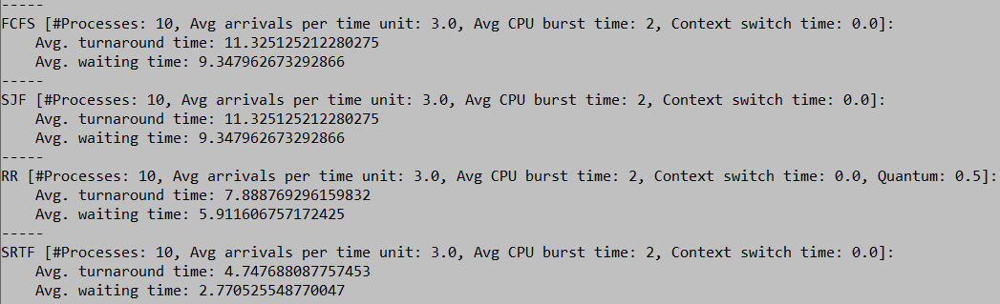 -----
FCFS [#Processes: 10, Avg arrivals per time unit: 3.0, Avg CPU burst time: 2, Context switch time: 0.0]:
    Avg. turnaround time: 11.325125212280275
    Avg. waiting time: 9.347962673292866
-----
SJF [#Processes: 10, Avg arrivals per time unit: 3.0, Avg CPU burst time: 2, Context switch time: 0.0]:
    Avg. turnaround time: 11.325125212280275
    Avg. waiting time: 9.347962673292866
-----
RR [#Processes: 10, Avg arrivals per time unit: 3.0, Avg CPU burst time: 2, Context switch time: 0.0, Quantum: 0.5]:
    Avg. turnaround time: 7.888769296159832
    Avg. waiting time: 5.911606757172425
-----
SRTF [#Processes: 10, Avg arrivals per time unit: 3.0, Avg CPU burst time: 2, Context switch time: 0.0]:
    Avg. turnaround time: 4.747688087757453
    Avg. waiting time: 2.770525548770047